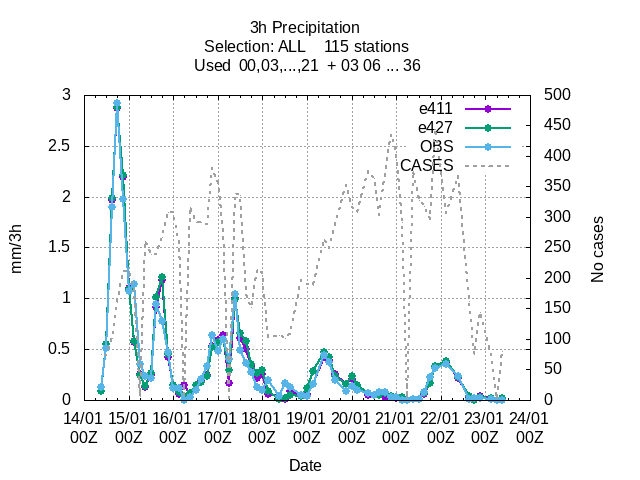 3h Precipitation
Selection: ALL 115 stations
Used 00,03,...,21 + 03 06 ... 36
3
2.5
2
1.5
1
0.5
0
500
450
400
350
300
250
200
150
100
50
0
mm/3h
No cases
e411
e427
OBS
CASES
14/01 15/01 16/01 17/01 18/01 19/01 20/01 21/01 22/01 23/01 24/01
00Z 00Z 00Z 00Z 00Z 00Z 00Z 00Z 00Z 00Z 00Z
Date